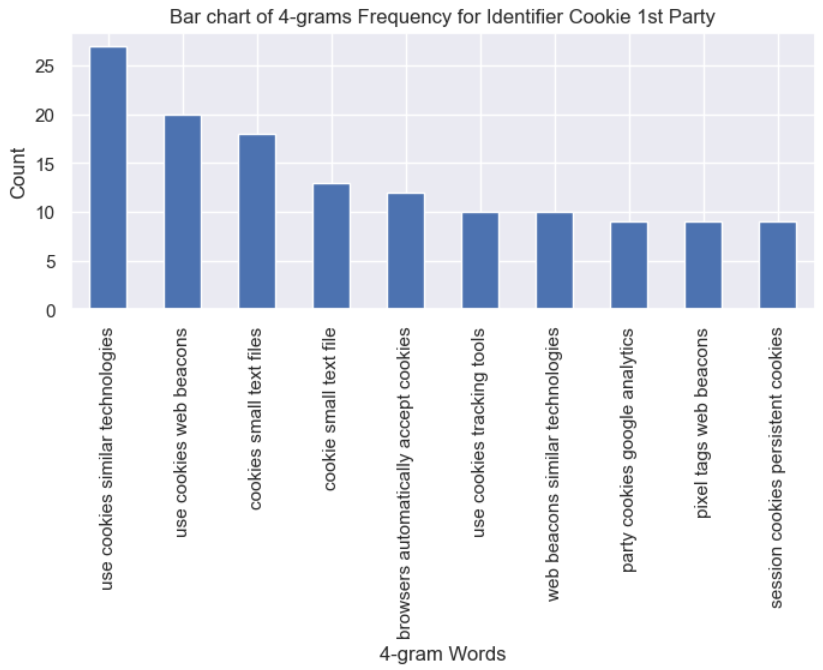 Bar chart of 4-grams Frequency for Identifier Cookie 1st Party
Count
25
20
15
10
5
0
use cookies similar technologies
use cookies web beacons
cookies small text files
cookie small text file
browsers automatically accept cookies
use cookies tracking tools
web beacons similar technologies
party cookies google analytics
pixel tags web beacons
session cookies persistent cookies
4-gram Words